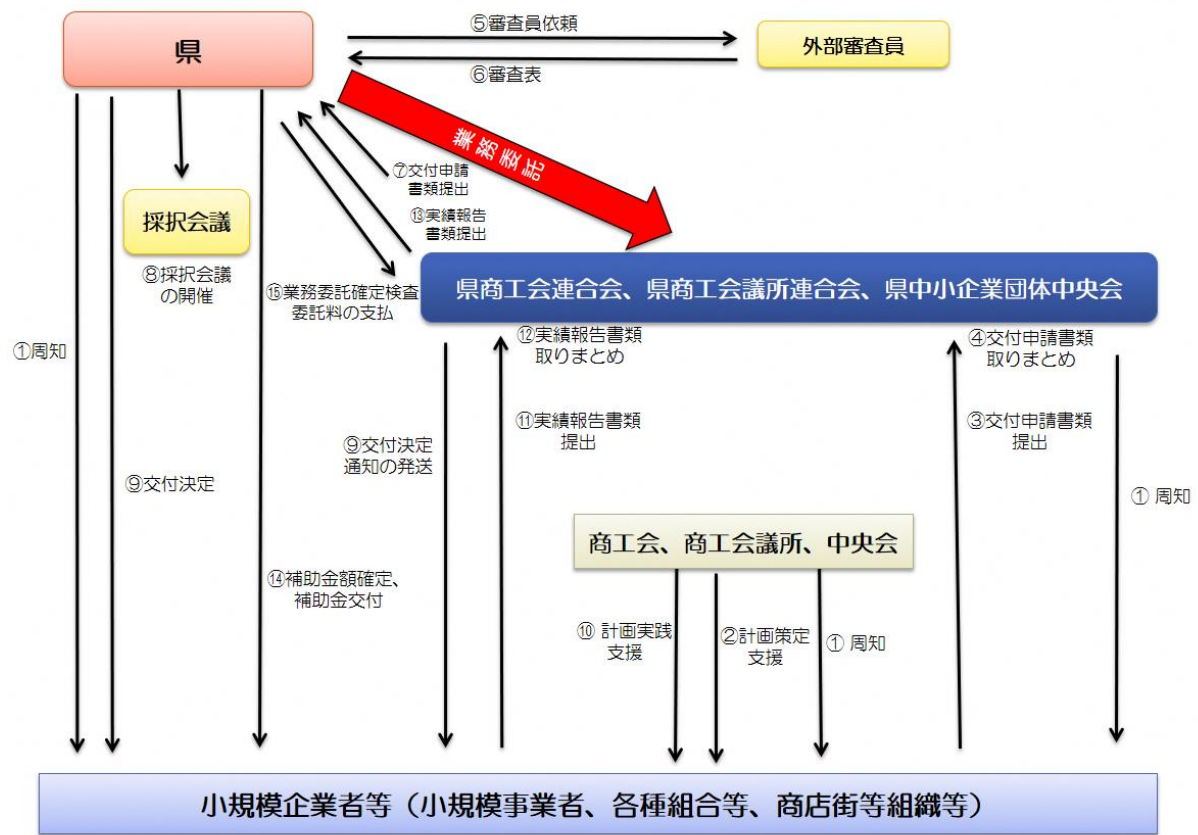 ⑤審査員依頼
県
外部審査員
⑥審査表
業務委託
⑦交付申請
書類提出
採択会議
⑬実績報告
書類提出
⑧採択会議
の開催
⑮業務委託確定検査
委託料の支払
県商工会連合会、県商工会議所連合会、県中小企業団体中央会
①周知
⑫実績報告書類
取りまとめ
④交付申請書類
取りまとめ
⑪実績報告書類
提出
③交付申請書類
提出
⑨交付決定
通知の発送
⑨交付決定
① 周知
商工会、商工会議所、中央会
⑭補助金額確定、
補助金交付
⑩ 計画実践
支援
②計画策定
支援
① 周知
小規模企業者等（小規模事業者、各種組合等、商店街等組織等）